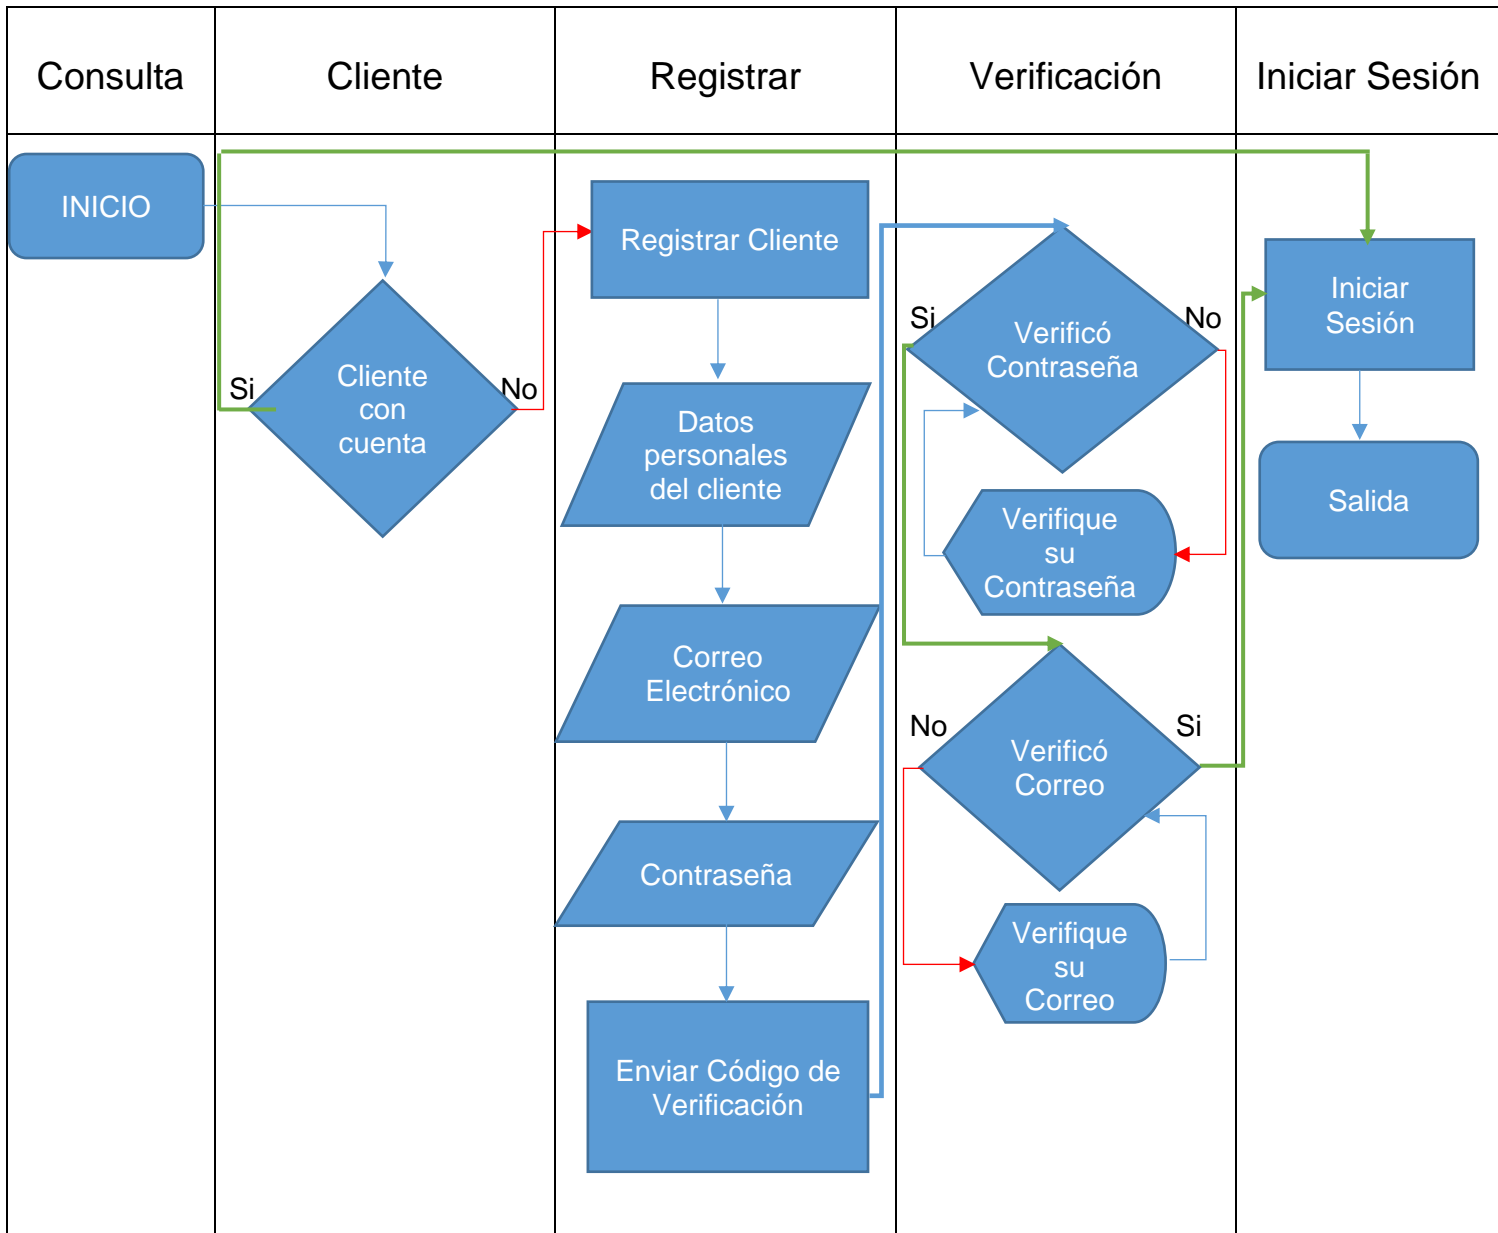 Consulta
Cliente
Registrar
Verificación
Iniciar Sesión
INICIO
Cliente
con
cuenta
Si
No
Registrar Cliente
Datos
personales
del cliente
Correo
Electrónico
Contraseña
Enviar Código de
Verificación
Si
No
Verificó
Contraseña
Verifique
su
Contraseña
No
Si
Verificó
Correo
Verifique
su
Correo
Iniciar
Sesión
Salida